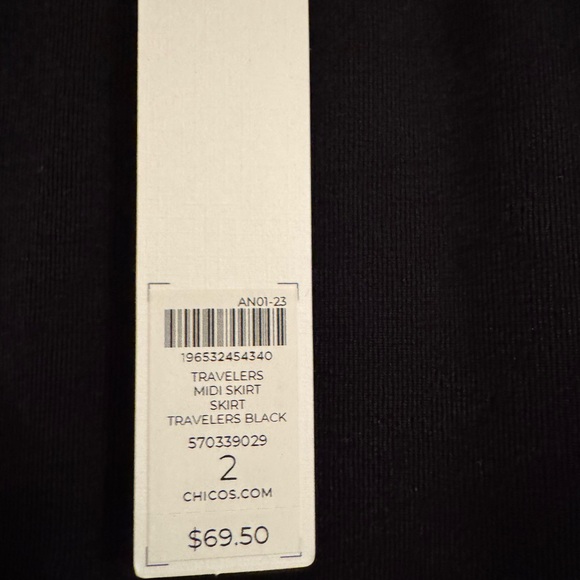 AN01-23
196532454340
TRAVELERS
MIDI SKIRT
SKIRT
TRAVELERS BLACK
570339029
2
CHICOS.COM
$69.50